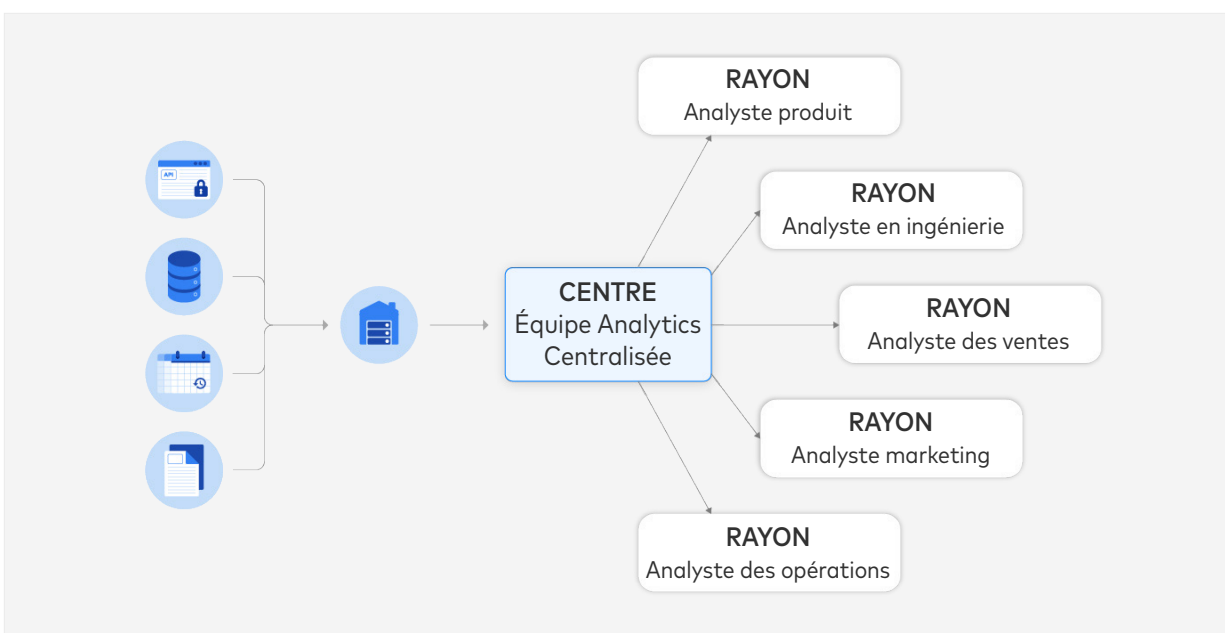 RAYON
Analyste produit
API
RAYON
Analyste en ingénierie
CENTRE
Équipe Analytics
Centralisée
RAYON
Analyste des ventes
RAYON
Analyste marketing
RAYON
Analyste des opérations